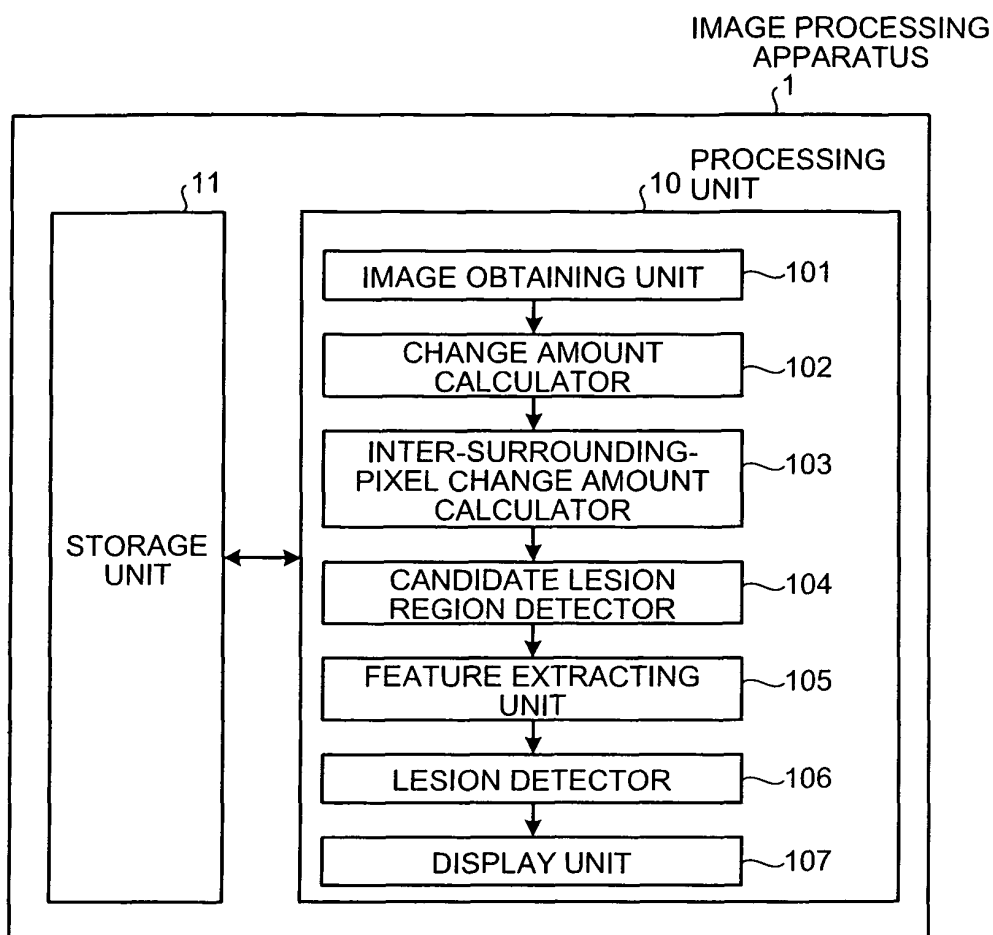 IMAGE PROCESSING
APPARATUS
1
PROCESSING
UNIT
11
10
IMAGE OBTAINING UNIT
101
CHANGE AMOUNT
CALCULATOR
102
INTER-SURROUNDING-
PIXEL CHANGE AMOUNT
CALCULATOR
103
STORAGE
UNIT
CANDIDATE LESION
REGION DETECTOR
104
FEATURE EXTRACTING
UNIT
105
LESION DETECTOR
106
DISPLAY UNIT
107